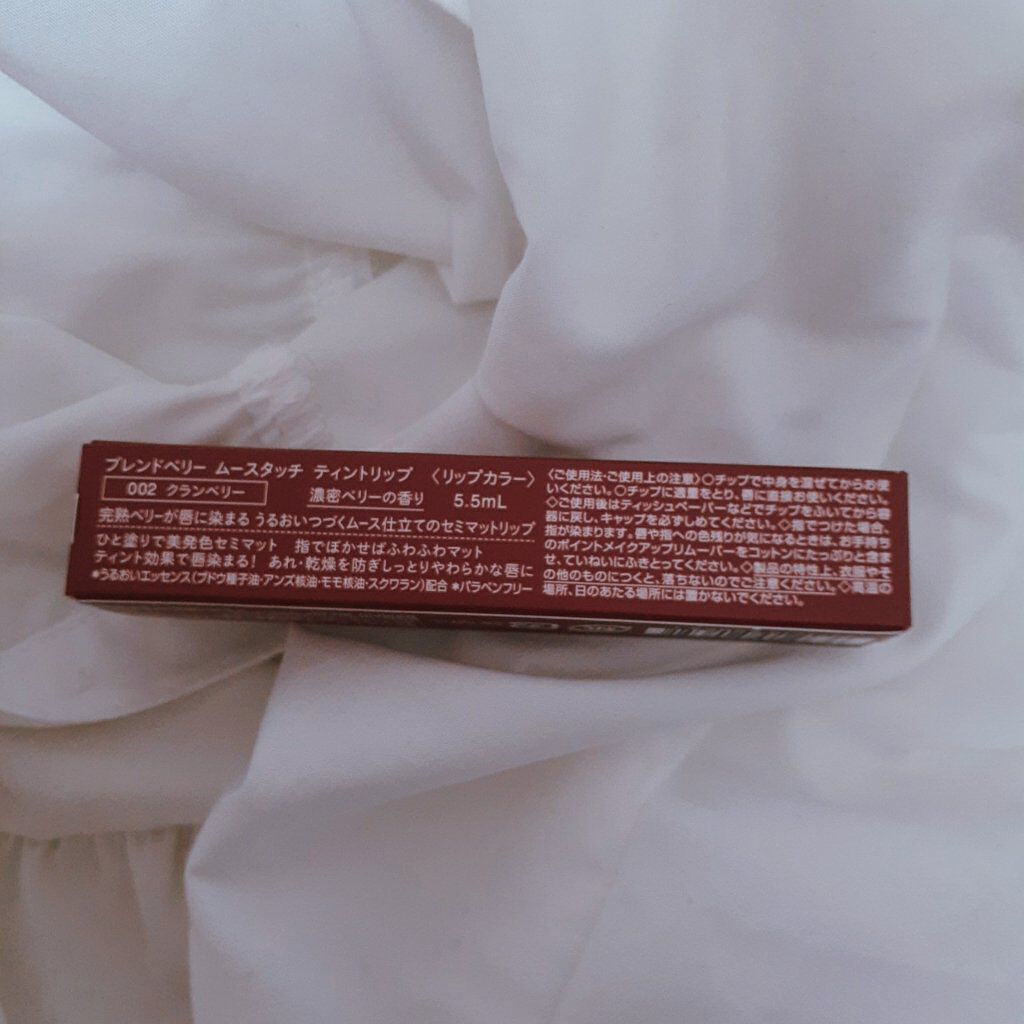 ブレンドベリー ムースタッチ ティントリップ 〈リップカラー〉
002 クランベリー 濃密ベリーの香り 5.5mL
完熟ベリーが唇に染まる うるおいつづくムース仕立てのセミマットリップ
ひと塗りで美発色セミマット 指でぼかせばふわふわマット
ティント効果で唇染まる! あれ・乾燥を防ぎしっとりやわらかな唇に
*うるおいエッセンス(ブドウ種子油・アンズ核油・モモ核油・スクワラン)配合 *パラベンフリー
〈ご使用法・ご使用上の注意〉○チップで中身を混ぜてからお使
いください。○チップに適量をとり、唇に直接お使いください。
◇ご使用後はティッシュペーパーなどでチップをふいてから容
器に戻し、キャップを必ずしめてください。◇指でつけた場合、
指が染まります。唇や指への色残りが気になるときは、お手持ち
のポイントメイクアップリムーバーをコットンにたっぷりと含ま
せ、ていねいにふきとってください。◇製品の特性上、衣服やそ
の他のものにつくと、落ちないのでご注意ください。◇高温の
場所、日のあたる場所には置かないでください。